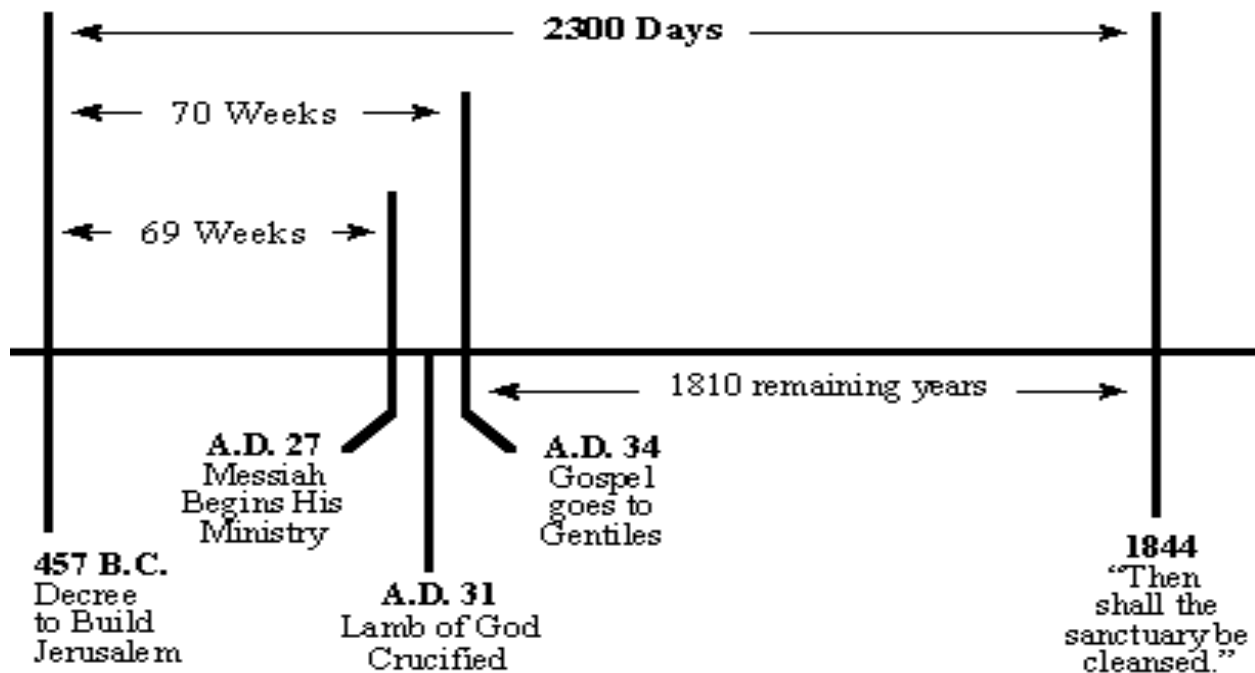 2300 Days
70 Weeks
69 Weeks
1810 remaining years
A.D. 27
Messiah
Begins His
Ministry
A.D. 34
Gospel
goes to
Gentiles
457 B.C.
Decree
to Build
Jerusalem
A.D. 31
Lamb of God
Crucified
1844
“Then
shall the
sanctuary be
cleansed.”